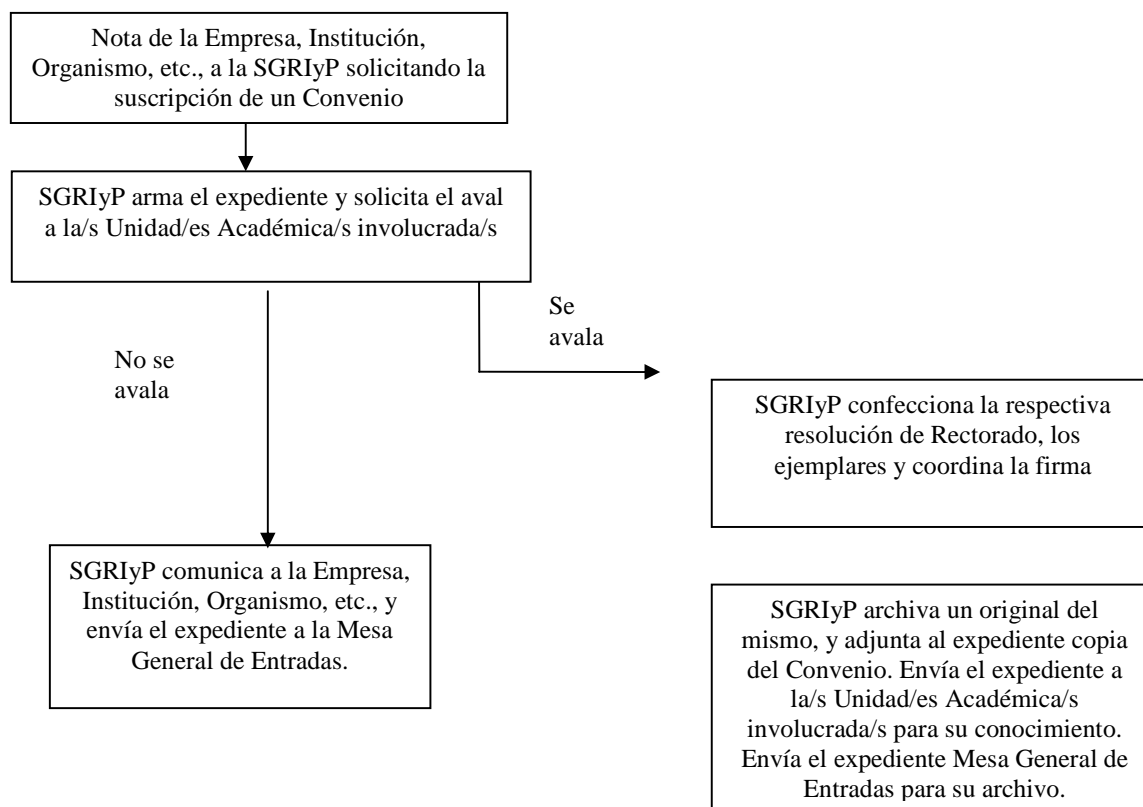 Nota de la Empresa, Institución,
Organismo, etc., a la SGRIyP solicitando la
suscripción de un Convenio
SGRIyP arma el expediente y solicita el aval
a la/s Unidad/es Académica/s involucrada/s
Se
avala
No se
avala
SGRIyP confecciona la respectiva
resolución de Rectorado, los
ejemplares y coordina la firma
SGRIyP comunica a la Empresa,
Institución, Organismo, etc., y
envía el expediente a la Mesa
General de Entradas.
SGRIyP archiva un original del
mismo, y adjunta al expediente copia
del Convenio. Envía el expediente a
la/s Unidad/es Académica/s
involucrada/s para su conocimiento.
Envía el expediente Mesa General de
Entradas para su archivo.